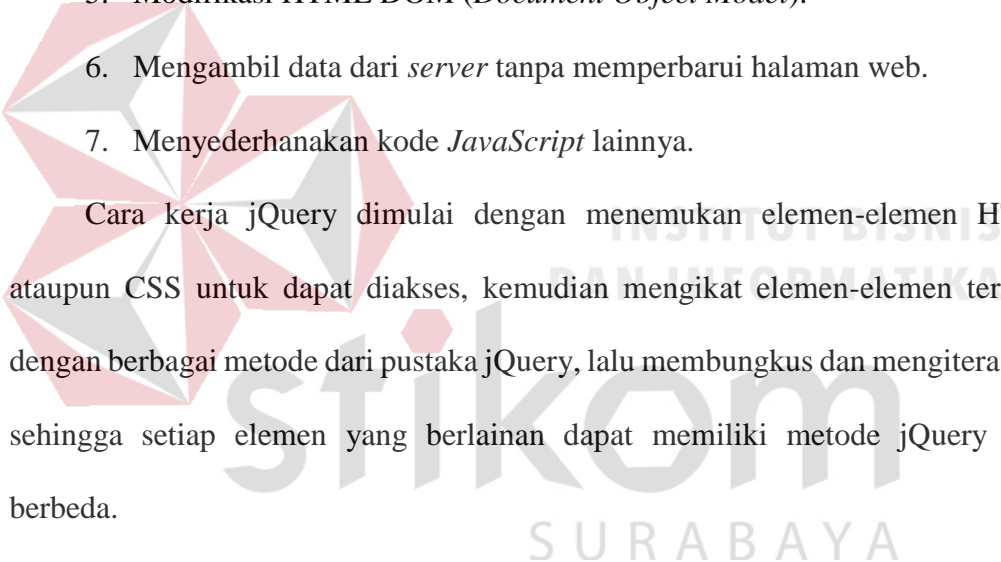 6. Mengambil data dari server tanpa memperbarui halaman web.
7. Menyederhanakan kode JavaScript lainnya.
Cara kerja jQuery dimulai dengan menemukan elemen-elemen H
ataupun CSS untuk dapat diakses, kemudian mengikat elemen-elemen ter
dengan berbagai metode dari pustaka jQuery, lalu membungkus dan mengitera
sehingga setiap elemen yang berlainan dapat memiliki metode jQuery
berbeda.
INSTITUT BISNIS
DAN INFORMATIKA
stikom
SURABAYA